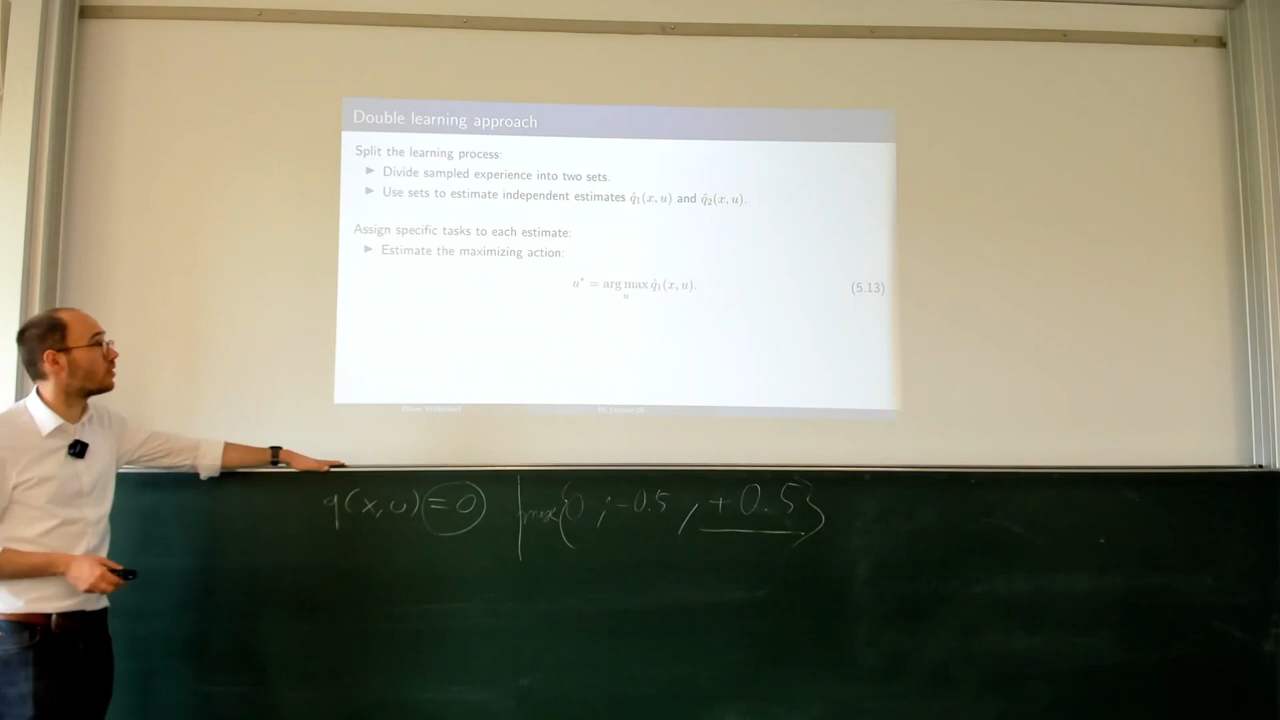 Double learning approach
Split the learning process:
▶ Divide sampled experience into two sets.
▶ Use sets to estimate independent estimates q̂₁(x, u) and q̂₂(x, u).
Assign specific tasks to each estimate:
▶ Estimate the maximizing action:
u* = arg max q̂₁(x, u). (5.13)
u
q(x,u) = 0 | max{0 ; -0.5 , +0.5}